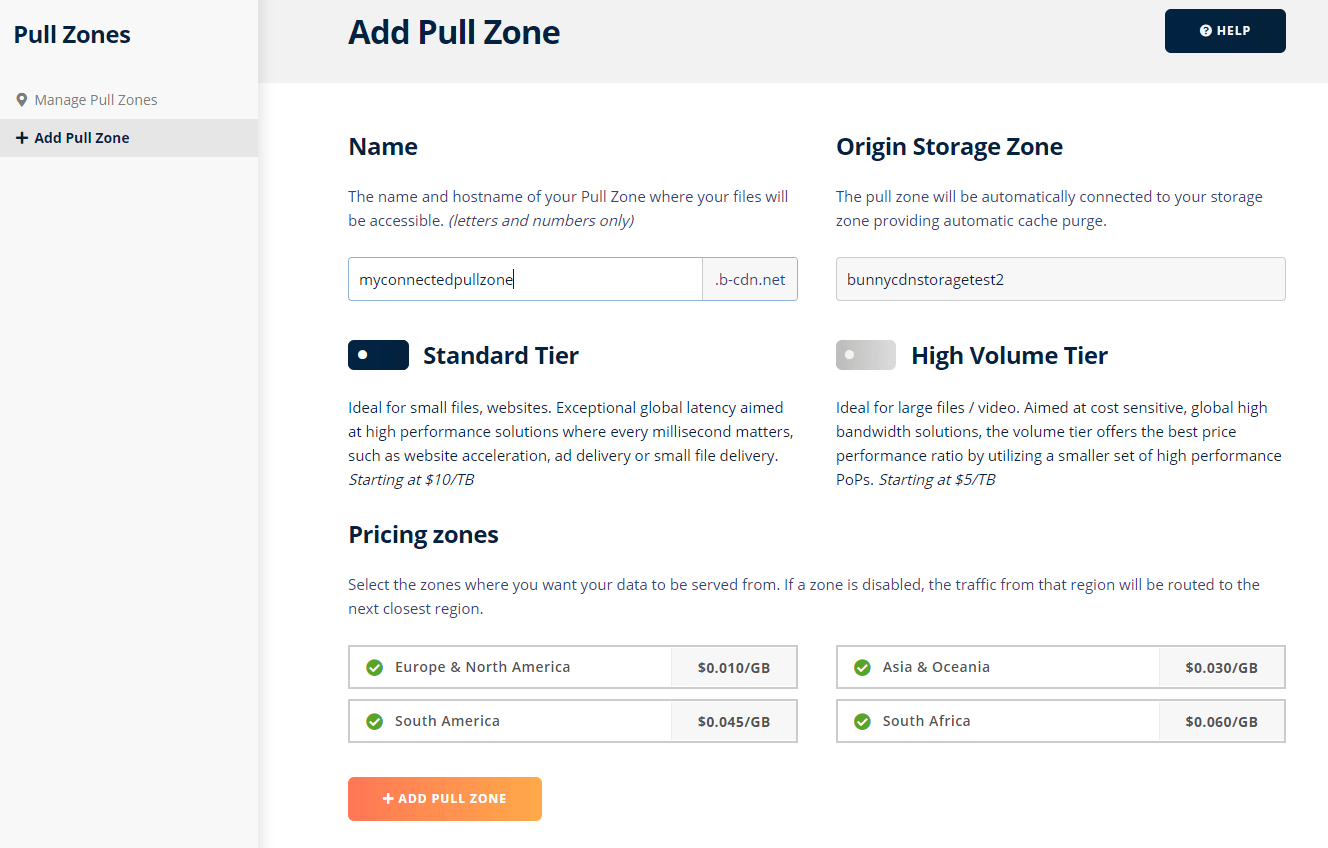 Pull Zones
Manage Pull Zones
Add Pull Zone
Add Pull Zone
HELP
Name
The name and hostname of your Pull Zone where your files will
be accessible. (letters and numbers only)
myconnectedpullzone
.b-cdn.net
Origin Storage Zone
The pull zone will be automatically connected to your storage
zone providing automatic cache purge.
bunnycdnstoragetest2
Standard Tier
Ideal for small files, websites. Exceptional global latency aimed
at high performance solutions where every millisecond matters,
such as website acceleration, ad delivery or small file delivery.
Starting at $10/TB
High Volume Tier
Ideal for large files / video. Aimed at cost sensitive, global high
bandwidth solutions, the volume tier offers the best price
performance ratio by utilizing a smaller set of high performance
PoPs. Starting at $5/TB
Pricing zones
Select the zones where you want your data to be served from. If a zone is disabled, the traffic from that region will be routed to the
next closest region.
Europe & North America $0.010/GB
Asia & Oceania $0.030/GB
South America $0.045/GB
South Africa $0.060/GB
ADD PULL ZONE